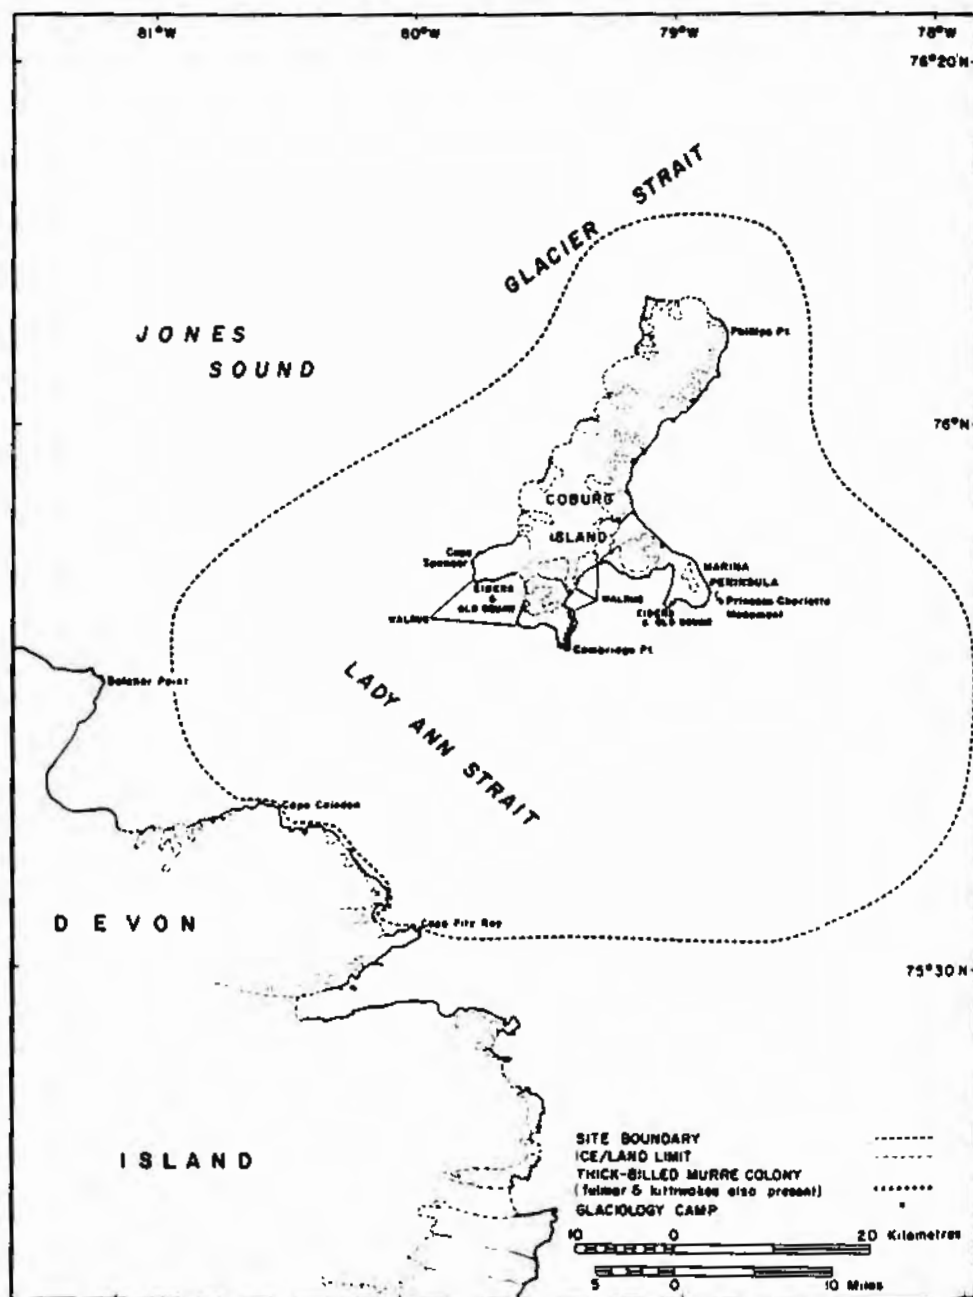 81°W 80°W 79°W 78°W
76°20'N
GLACIER STRAIT
JONES
SOUND
Phillips Pt.
76°N
COBURG
ISLAND
Cape
Spencer
MARINA
PENINSULA
EIDERS
&
OLD SQUAW
WALRUS
WALRUS
EIDERS
& OLD SQUAW
Princess Charlotte
Monument
Cambridge Pt.
Belcher Point
LADY ANN STRAIT
Cape Caledon
DEVON
Cape Fitz Roy
75°30'N
ISLAND
SITE BOUNDARY
ICE/LAND LIMIT
THICK-BILLED MURRE COLONY
(fulmar & kittiwakes also present)
GLACIOLOGY CAMP
10 0 20 Kilometres
5 0 10 Miles